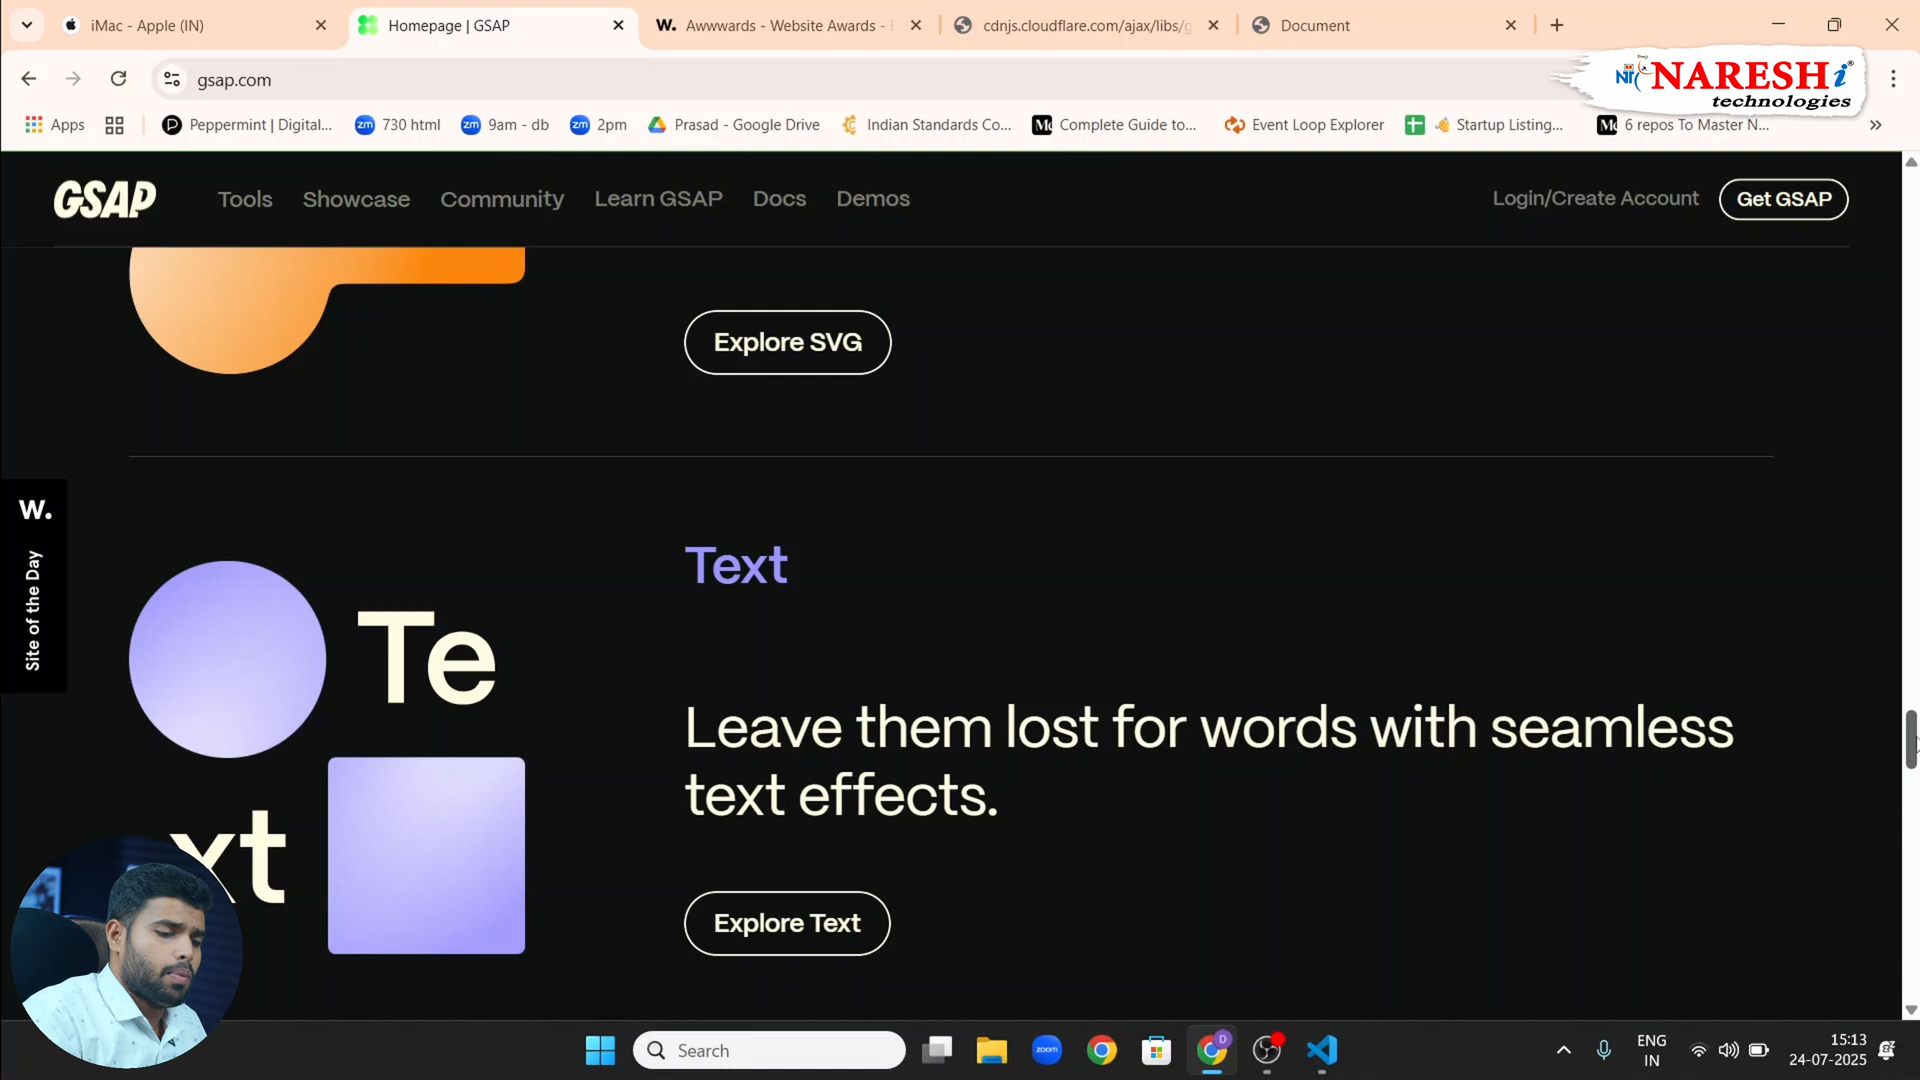 iMac - Apple (IN)
Homepage | GSAP
W. Awwwards - Website Awards -
cdnjs.cloudflare.com/ajax/libs/g
Document
gsap.com
NARESH i
technologies
Apps
Peppermint | Digital...
zm 730 html
zm 9am - db
zm 2pm
Prasad - Google Drive
Indian Standards Co...
Complete Guide to...
Event Loop Explorer
Startup Listing...
6 repos To Master N...
GSAP
Tools
Showcase
Community
Learn GSAP
Docs
Demos
Login/Create Account
Get GSAP
Explore SVG
W.
Site of the Day
Text
Te
xt
Leave them lost for words with seamless
text effects.
Explore Text
Search
zoom
D
ENG
IN
15:13
24-07-2025